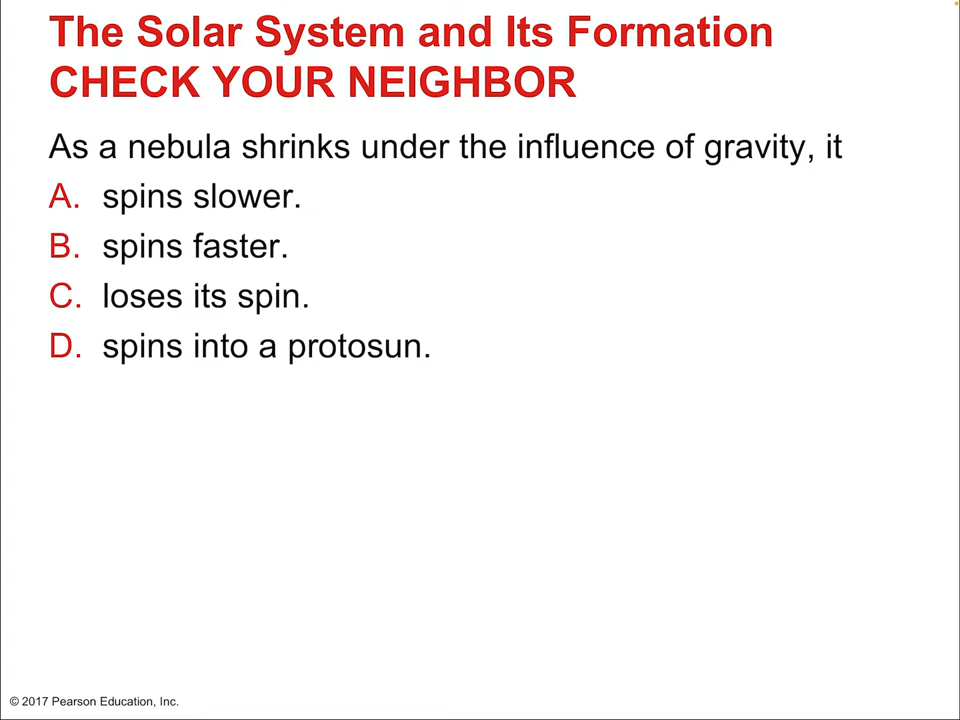 The Solar System and Its Formation
CHECK YOUR NEIGHBOR
As a nebula shrinks under the influence of gravity, it
A. spins slower.
B. spins faster.
C. loses its spin.
D. spins into a protosun.
© 2017 Pearson Education, Inc.